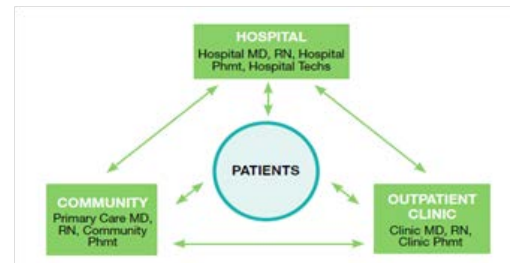 HOSPITAL
Hospital MD, RN, Hospital
Phmt, Hospital Techs
PATIENTS
COMMUNITY
Primary Care MD,
RN, Community
Phmt
OUTPATIENT
CLINIC
Clinic MD, RN,
Clinic Phmt